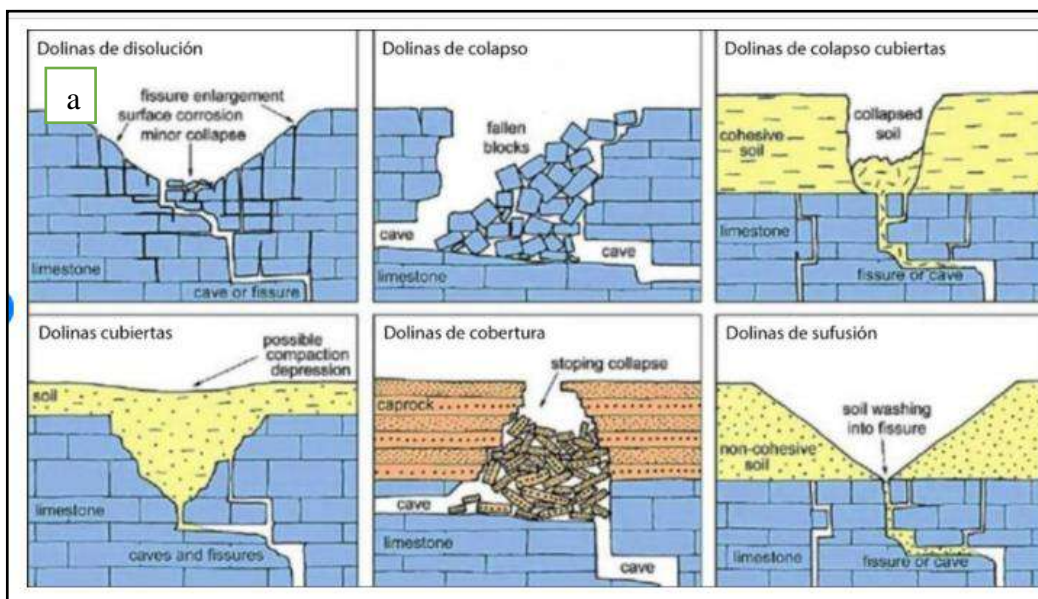 Dolinas de disolución
a
fissure enlargement
surface corrosion
minor collapse
limestone
cave or fissure
Dolinas de colapso
fallen
blocks
cave
cave
limestone
Dolinas de colapso cubiertas
collapsed
soil
cohesive
soil
limestone
fissure or cave
Dolinas cubiertas
possible
compaction
depression
soil
limestone
caves and fissures
Dolinas de cobertura
stoping collapse
caprock
cave
limestone
cave
Dolinas de sufusión
soil washing
into fissure
non-cohesive
soil
limestone
fissure or cave